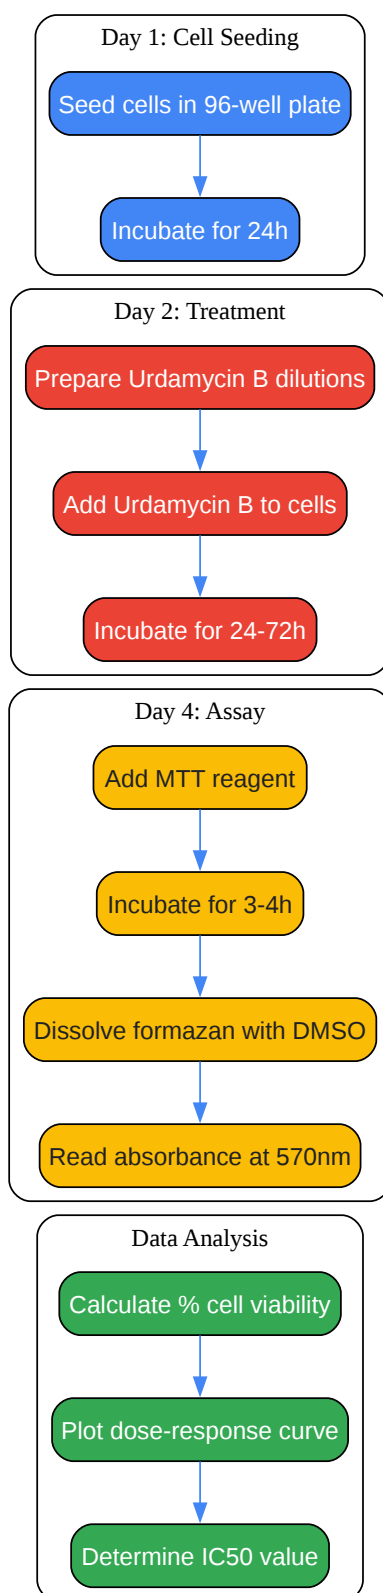 Day 1: Cell Seeding
Seed cells in 96-well plate
Incubate for 24h
Day 2: Treatment
Prepare Urdamycin B dilutions
Add Urdamycin B to cells
Incubate for 24-72h
Day 4: Assay
Add MTT reagent
Incubate for 3-4h
Dissolve formazan with DMSO
Read absorbance at 570nm
Data Analysis
Calculate % cell viability
Plot dose-response curve
Determine IC50 value